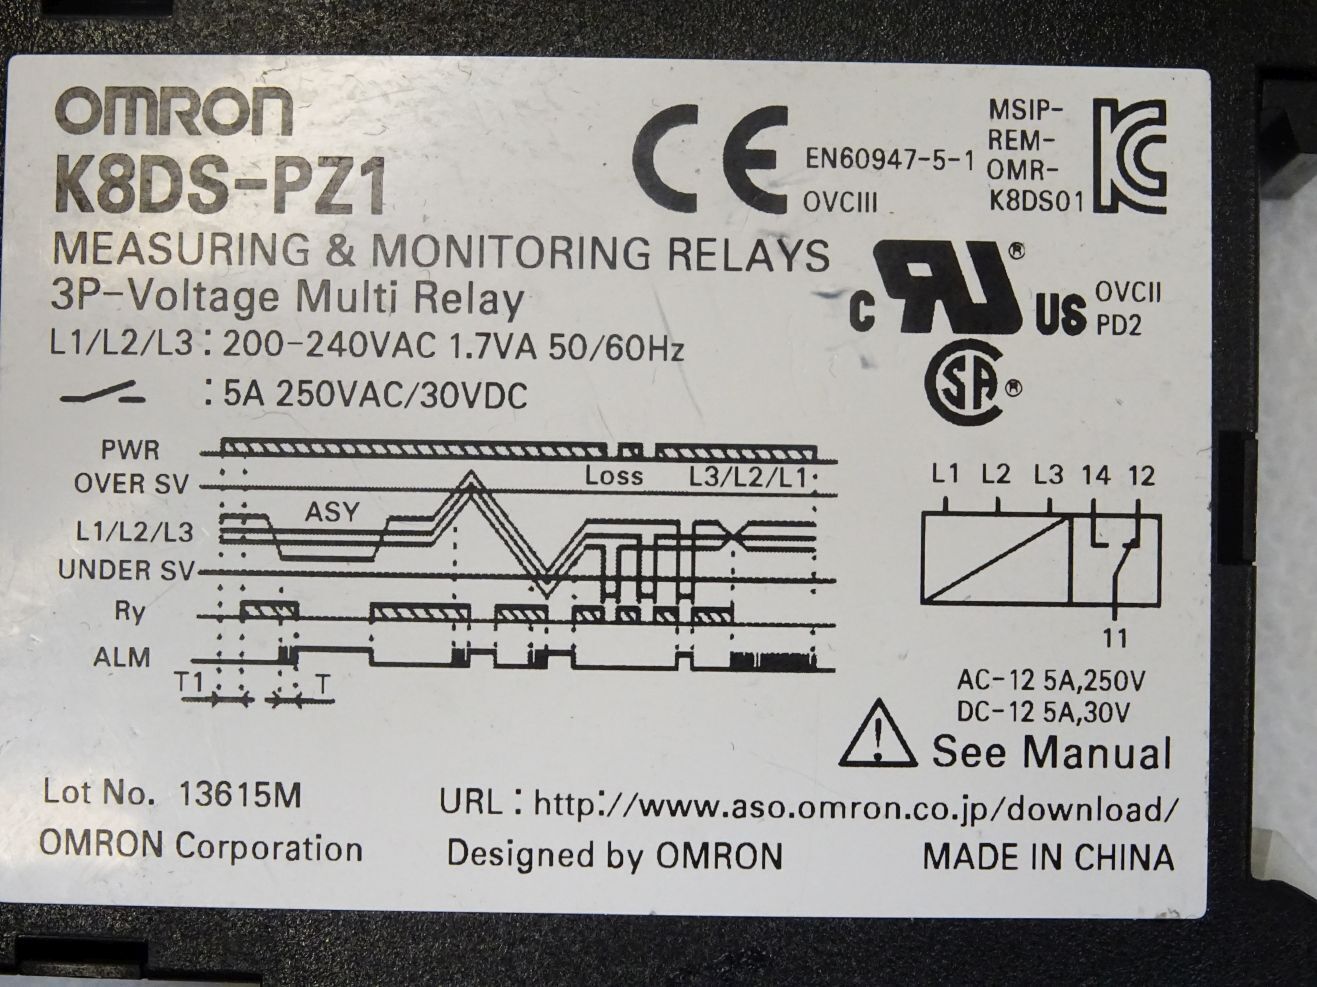 OMRON
K8DS-PZ1
MEASURING & MONITORING RELAYS
3P-Voltage Multi Relay
L1/L2/L3 : 200-240VAC 1.7VA 50/60Hz
: 5A 250VAC/30VDC
CE
EN60947-5-1
OVCIII
MSIP-
REM-
OMR-
K8DS01
KC
c RU US ®
OVCII
PD2
SA ®
PWR
Loss L3/L2/L1
OVER SV
ASY
L1/L2/L3
UNDER SV
Ry
ALM
T1 T
L1 L2 L3 14 12
11
AC-12 5A,250V
DC-12 5A,30V
! See Manual
Lot No. 13615M
URL : http://www.aso.omron.co.jp/download/
OMRON Corporation
Designed by OMRON
MADE IN CHINA